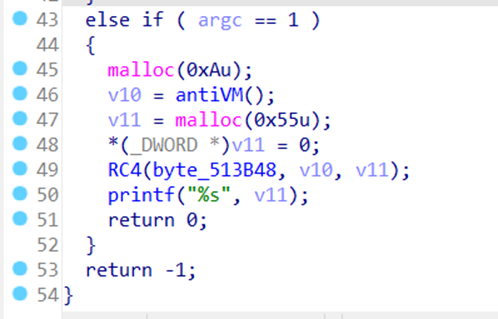 43 else if ( argc == 1 )
44 {
45 malloc(0xAu);
46 v10 = antiVM();
47 v11 = malloc(0x55u);
48 *(_DWORD *)v11 = 0;
49 RC4(byte_513B48, v10, v11);
50 printf("%s", v11);
51 return 0;
52 }
53 return -1;
54 }